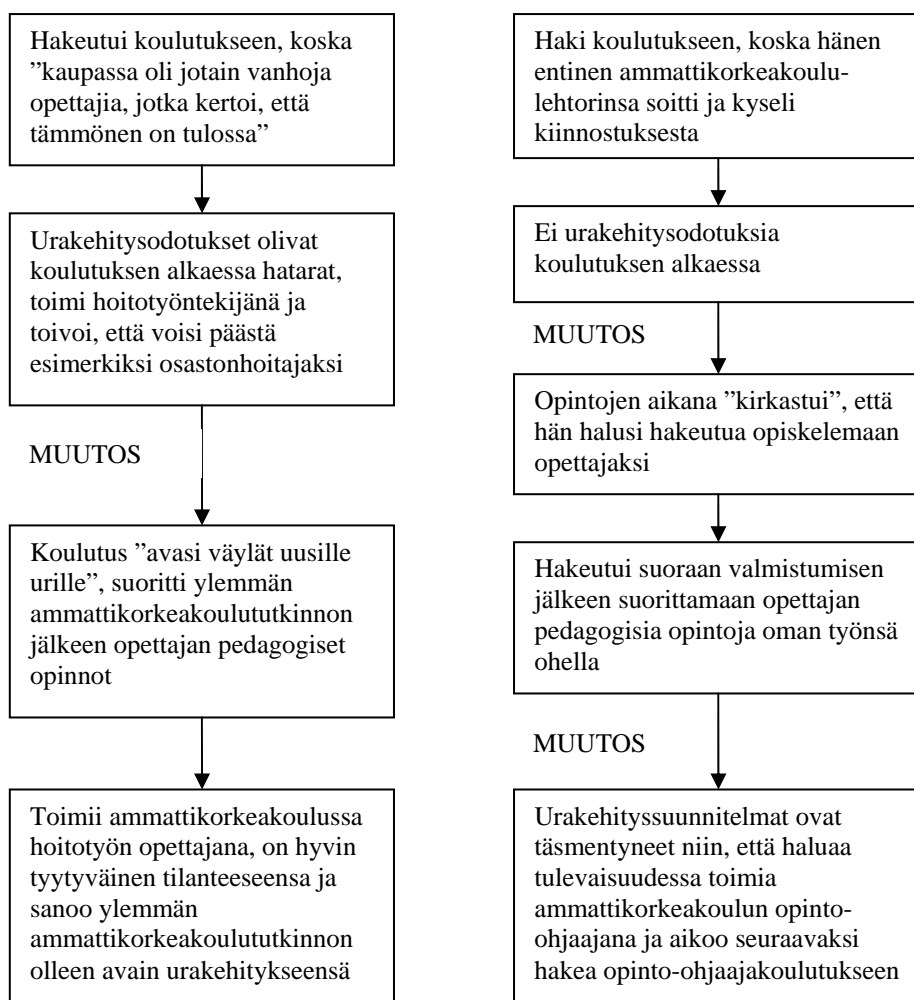 Hakeutui koulutukseen, koska
”kaupassa oli jotain vanhoja
opettajia, jotka kertoi, että
tämmönen on tulossa”
Urakehitysodotukset olivat
koulutuksen alkaessa hatarat,
toimi hoitotyöntekijänä ja
toivoi, että voisi päästä
esimerkiksi osastonhoitajaksi
MUUTOS
Koulutus ”avasi väylät uusille
urille”, suoritti ylemmän
ammattikorkeakoulututkinnon
jälkeen opettajan pedagogiset
opinnot
Toimii ammattikorkeakoulussa
hoitotyön opettajana, on hyvin
tyytyväinen tilanteeseensa ja
sanoo ylemmän
ammattikorkeakoulututkinnon
olleen avain urakehitykseensä
Haki koulutukseen, koska hänen
entinen ammattikorkeakoulu-
lehtorinsa soitti ja kyseli
kiinnostuksesta
Ei urakehitysodotuksia
koulutuksen alkaessa
MUUTOS
Opintojen aikana ”kirkastui”, että
hän halusi hakeutua opiskelemaan
opettajaksi
Hakeutui suoraan valmistumisen
jälkeen suorittamaan opettajan
pedagogisia opintoja oman työnsä
ohella
MUUTOS
Urakehityssuunnitelmat ovat
täsmentyneet niin, että haluaa
tulevaisuudessa toimia
ammattikorkeakoulun opinto-
ohjaajana ja aikoo seuraavaksi
hakea opinto-ohjaajakoulutukseen